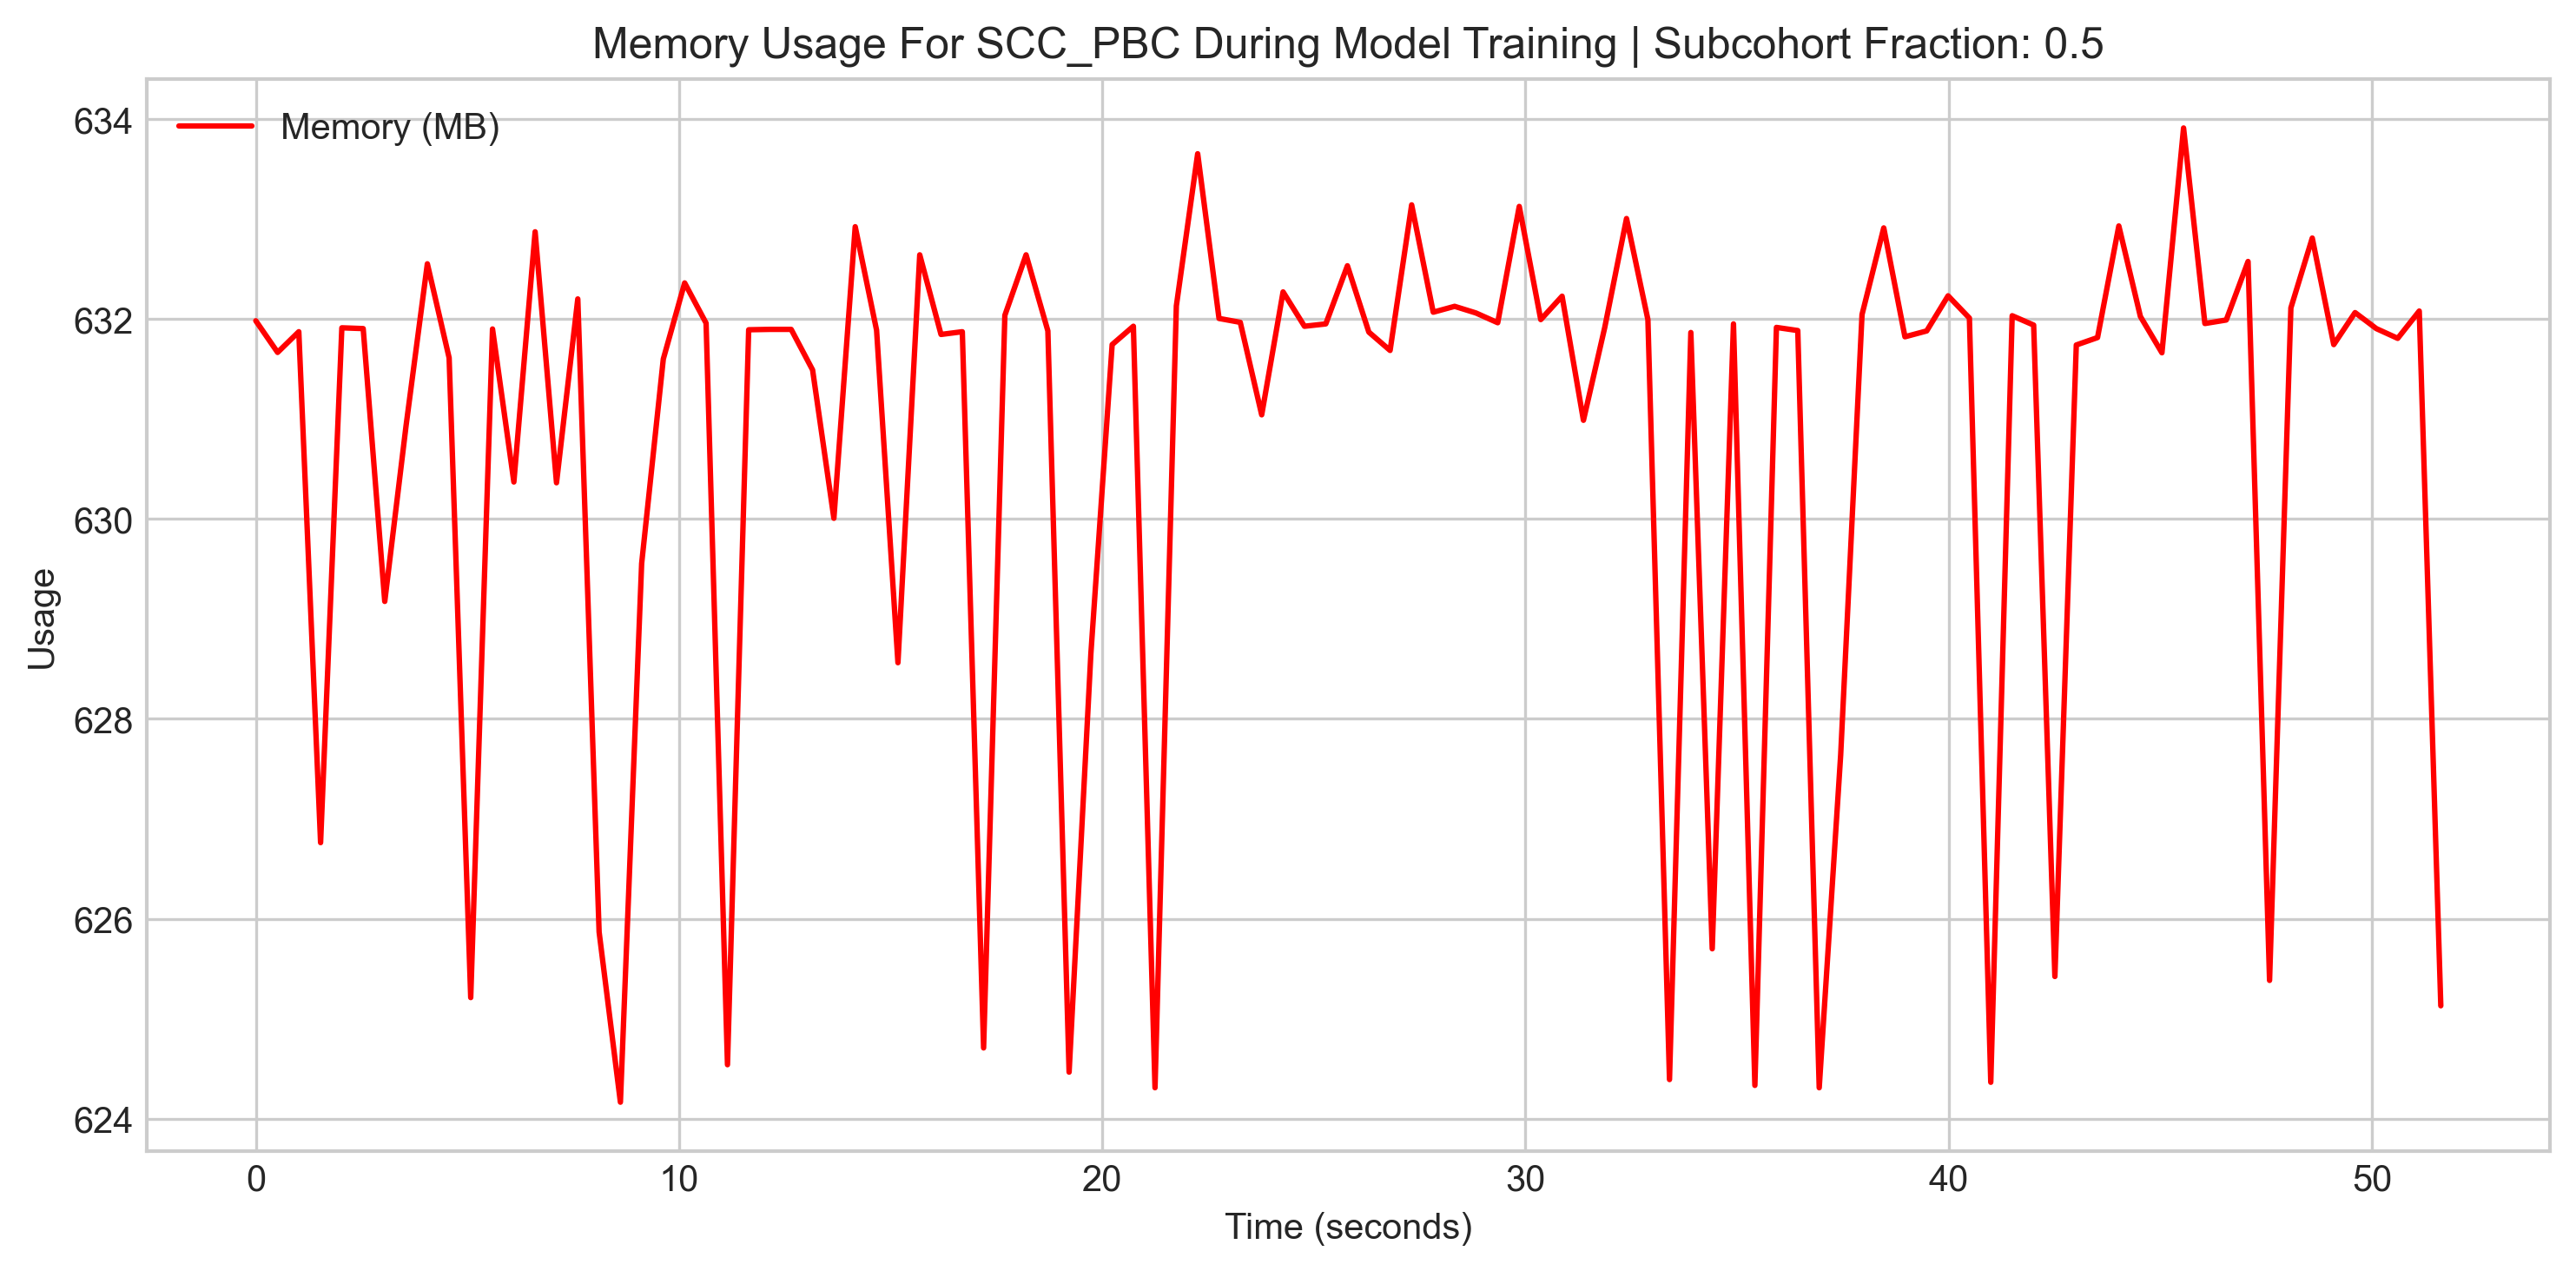 Memory Usage For SCC_PBC During Model Training | Subcohort Fraction: 0.5
Memory (MB)
634
632
630
628
626
624
Usage
0 10 20 30 40 50
Time (seconds)